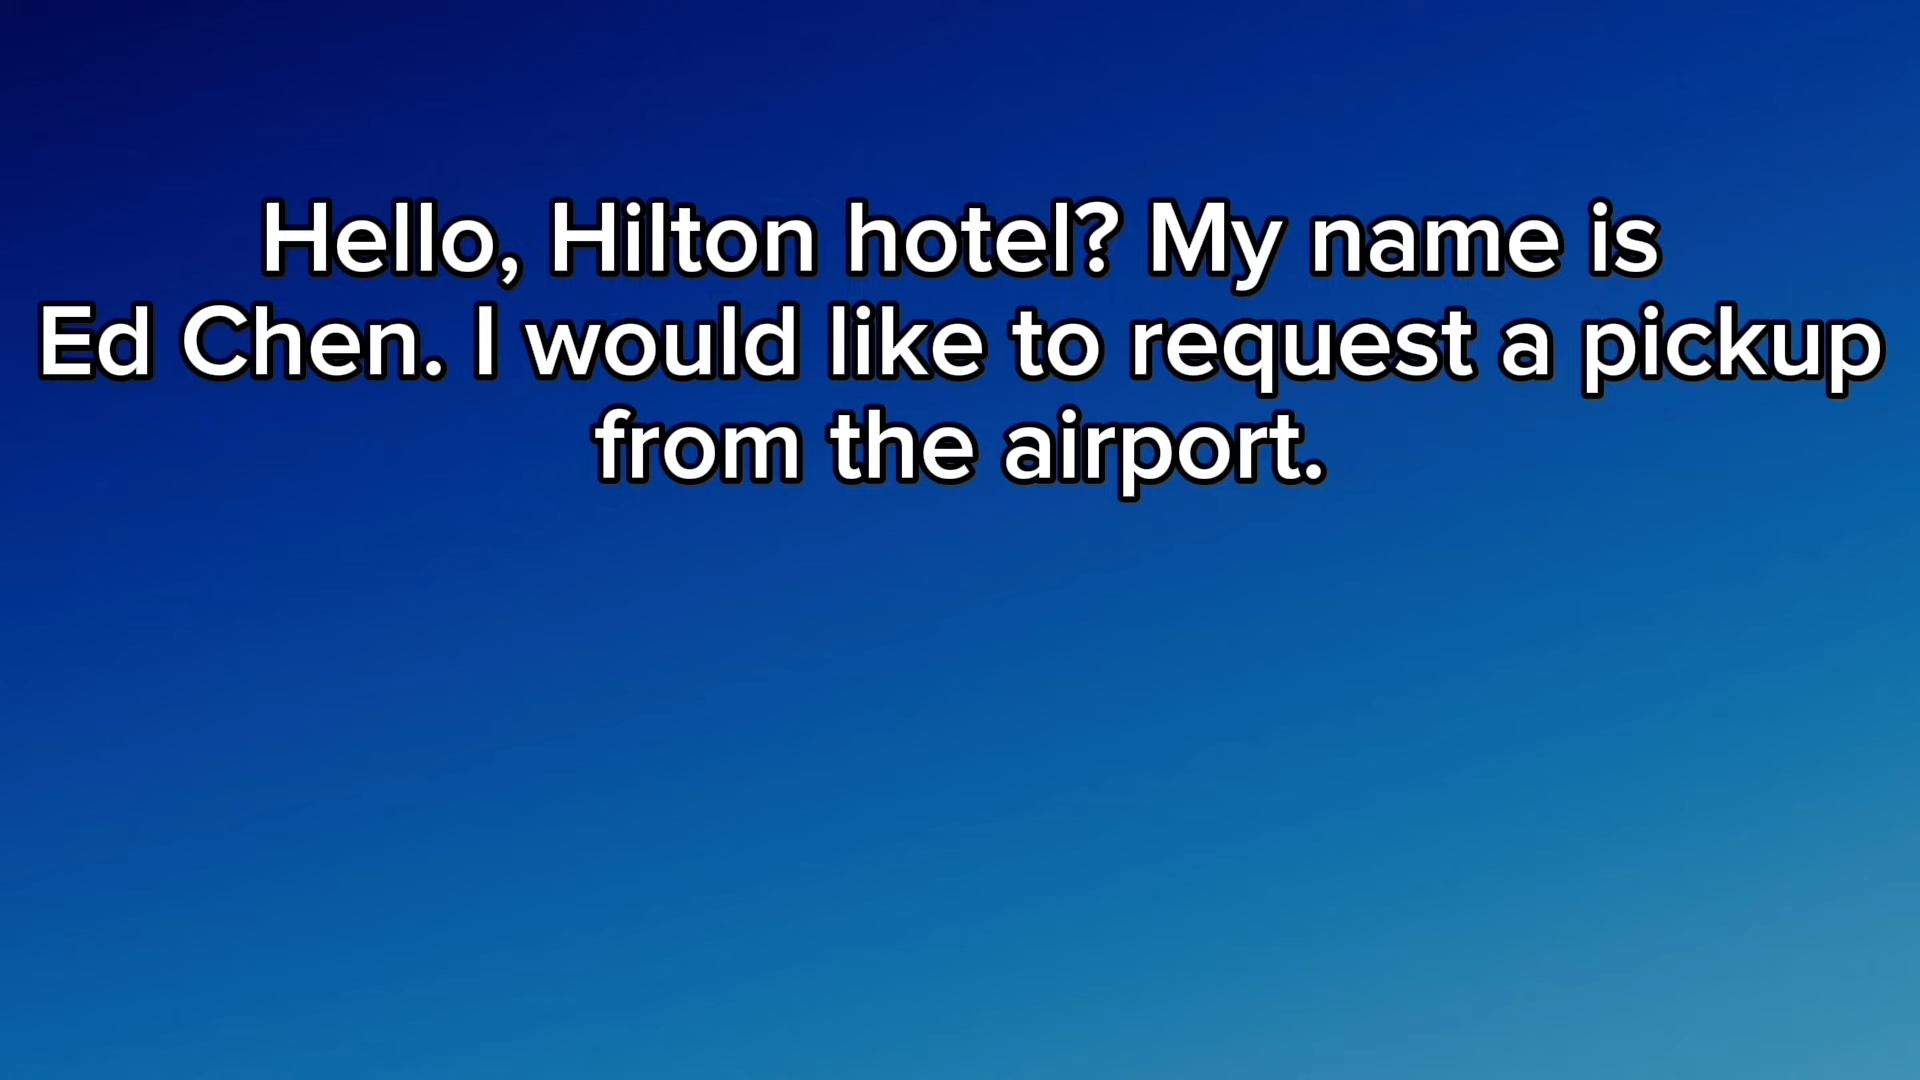 Hello, Hilton hotel? My name is
Ed Chen. I would like to request a pickup
from the airport.